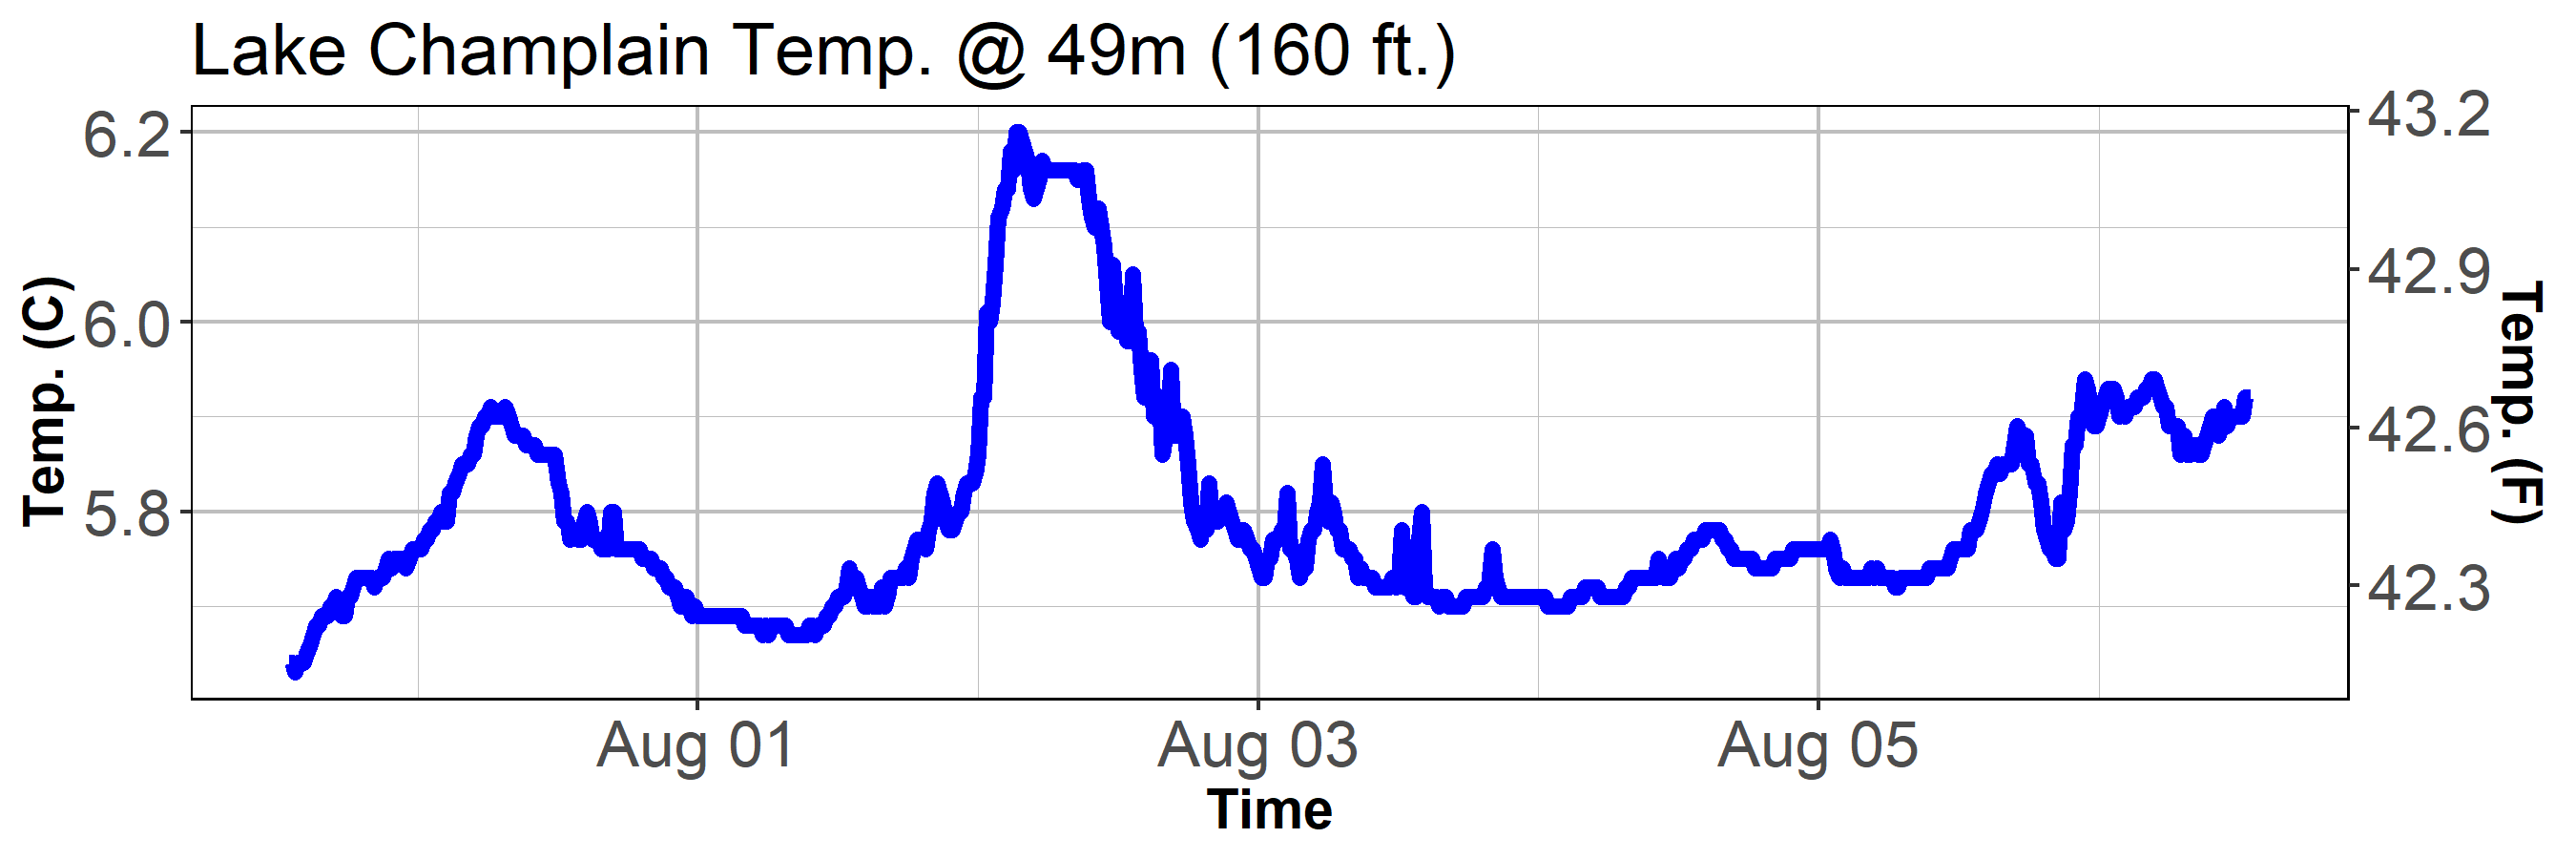 Lake Champlain Temp. @ 49m (160 ft.)
6.2
6.0
5.8
Temp. (C)
43.2
42.9
42.6
42.3
Temp. (F)
Aug 01
Aug 03
Aug 05
Time